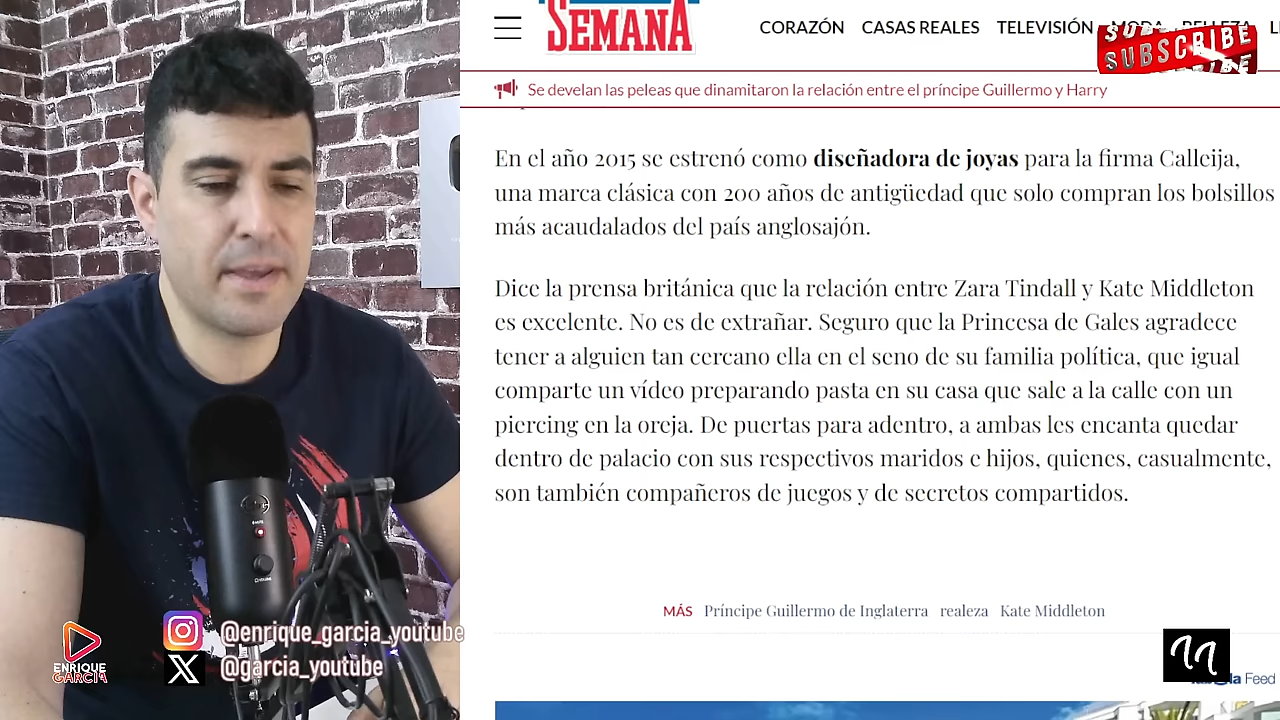 SEMANA
CORAZÓN CASAS REALES TELEVISIÓN MODA BELLEZA
SUBSCRIBE
Se develan las peleas que dinamitaron la relación entre el príncipe Guillermo y Harry
En el año 2015 se estrenó como diseñadora de joyas para la firma Calleija,
una marca clásica con 200 años de antigüedad que solo compran los bolsillos
más acaudalados del país anglosajón.
Dice la prensa británica que la relación entre Zara Tindall y Kate Middleton
es excelente. No es de extrañar. Seguro que la Princesa de Gales agradece
tener a alguien tan cercano ella en el seno de su familia política, que igual
comparte un vídeo preparando pasta en su casa que sale a la calle con un
piercing en la oreja. De puertas para adentro, a ambas les encanta quedar
dentro de palacio con sus respectivos maridos e hijos, quienes, casualmente,
son también compañeros de juegos y de secretos compartidos.
MÁS Príncipe Guillermo de Inglaterra realeza Kate Middleton
Feed
ENRIQUE
GARCIA
@enrique_garcia_youtube
@garcia_youtube